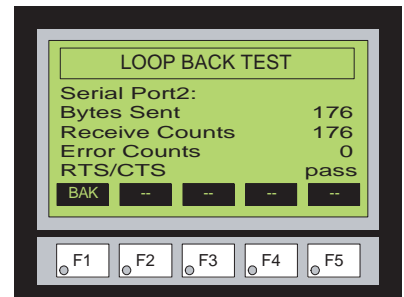 LOOP BACK TEST
Serial Port2:
Bytes Sent 176
Receive Counts 176
Error Counts 0
RTS/CTS pass
BAK -- -- -- --
F1 F2 F3 F4 F5